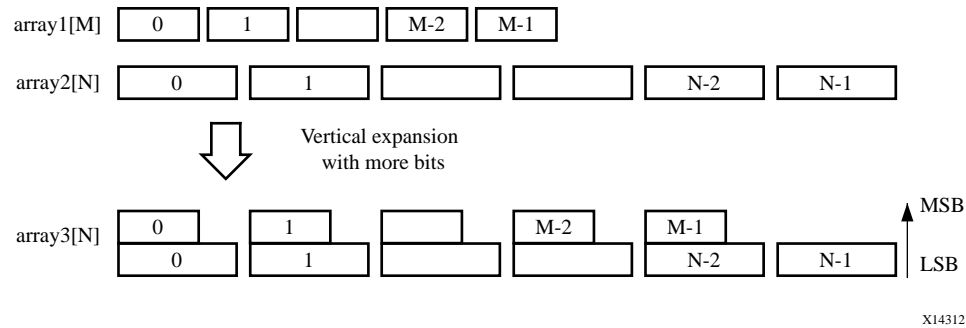 array1[M] 0 1 M-2 M-1
array2[N] 0 1 N-2 N-1
Vertical expansion
with more bits
MSB
array3[N] 0 1 M-2 M-1
0 1 N-2 N-1
LSB
X14312